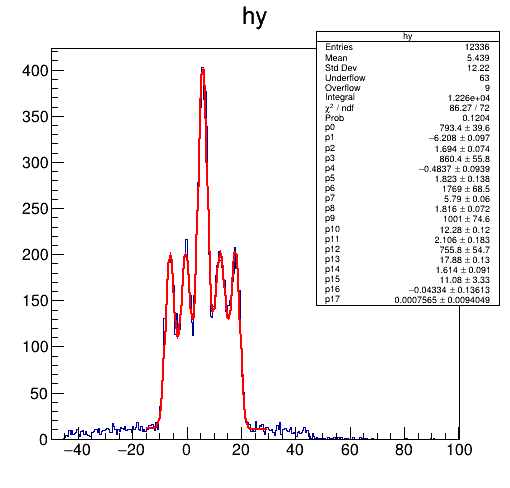 hy
hy
Entries 12336
Mean 5.439
Std Dev 12.22
Underflow 63
Overflow 9
Integral 1.226e+04
χ² / ndf 86.27 / 72
Prob 0.1204
p0 793.4 ± 39.6
p1 −6.208 ± 0.097
p2 1.694 ± 0.074
p3 860.4 ± 55.8
p4 −0.4837 ± 0.0939
p5 1.823 ± 0.138
p6 1769 ± 68.5
p7 5.79 ± 0.06
p8 1.816 ± 0.072
p9 1001 ± 74.6
p10 12.28 ± 0.12
p11 2.106 ± 0.183
p12 755.8 ± 54.7
p13 17.88 ± 0.13
p14 1.614 ± 0.091
p15 11.08 ± 3.33
p16 −0.04334 ± 0.13613
p17 0.0007565 ± 0.0094049
400
350
300
250
200
150
100
50
0
−40 −20 0 20 40 60 80 100